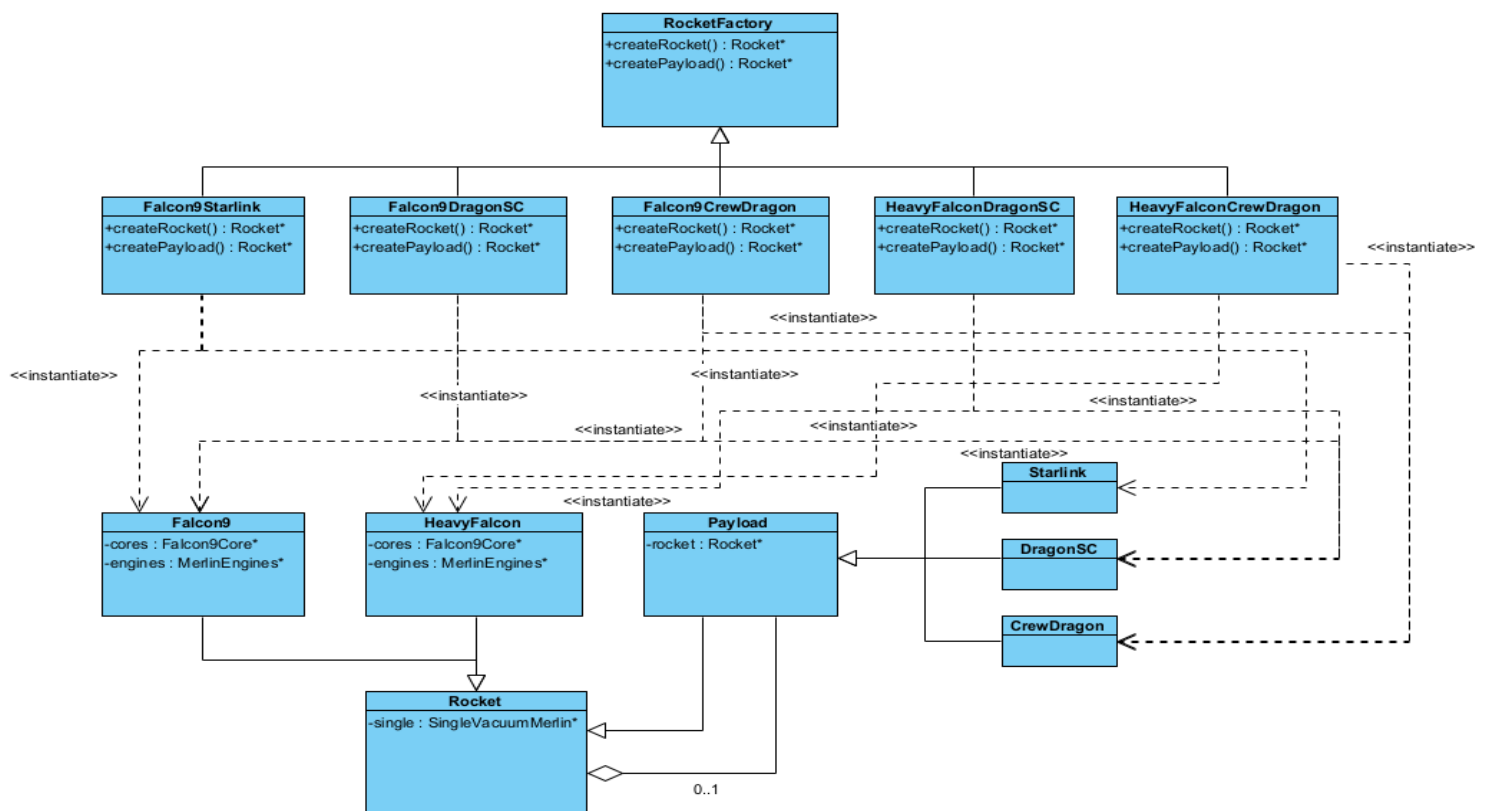 RocketFactory
+createRocket() : Rocket*
+createPayload() : Rocket*
Falcon9Starlink
+createRocket() : Rocket*
+createPayload() : Rocket*
Falcon9DragonSC
+createRocket() : Rocket*
+createPayload() : Rocket*
Falcon9CrewDragon
+createRocket() : Rocket*
+createPayload() : Rocket*
HeavyFalconDragonSC
+createRocket() : Rocket*
+createPayload() : Rocket*
HeavyFalconCrewDragon
+createRocket() : Rocket*
+createPayload() : Rocket*
<<instantiate>>
<<instantiate>>
<<instantiate>>
<<instantiate>>
<<instantiate>>
<<instantiate>>
<<instantiate>>
<<instantiate>>
<<instantiate>>
<<instantiate>>
Starlink
Falcon9
-cores : Falcon9Core*
-engines : MerlinEngines*
HeavyFalcon
-cores : Falcon9Core*
-engines : MerlinEngines*
Payload
-rocket : Rocket*
DragonSC
CrewDragon
Rocket
-single : SingleVacuumMerlin*
0..1